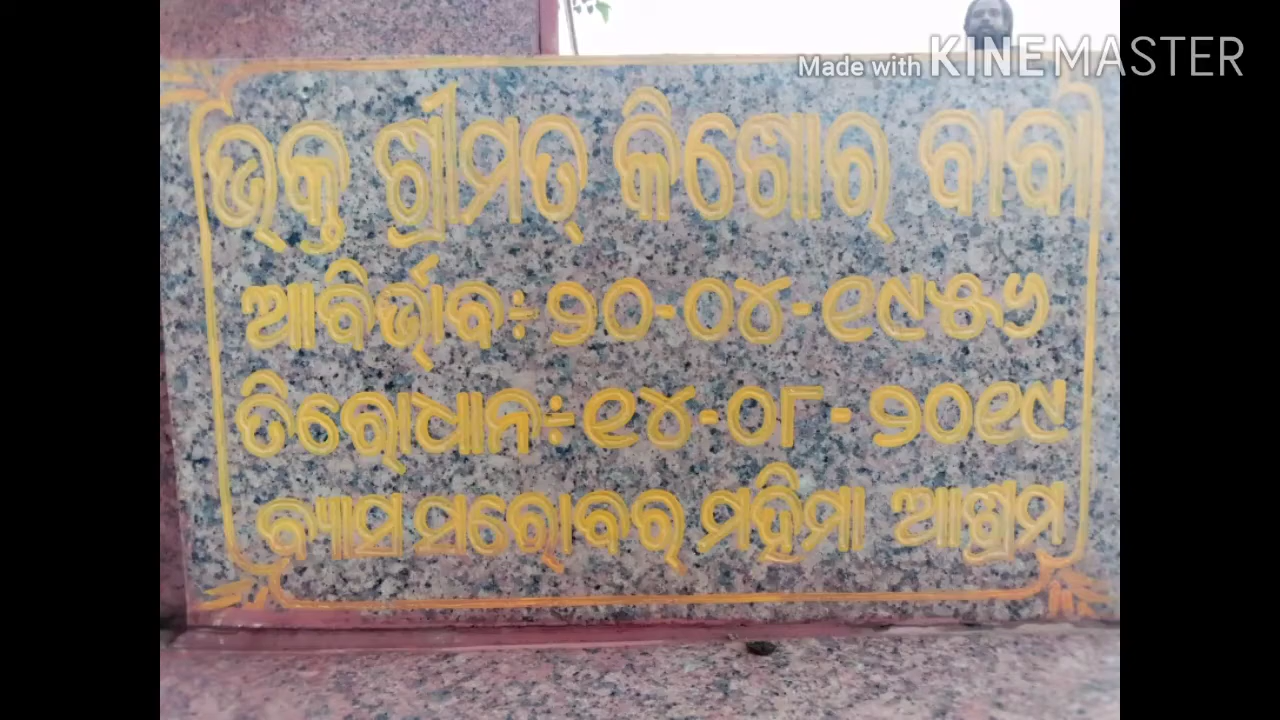 Made with KINEMASTER
ଭକ୍ତ ଶ୍ରୀମତ୍ କିଶୋର ବାବା
ଆବିର୍ଭାବ÷୨୦-୦୪-୧୯୫୬
ତିରୋଧାନ÷୧୪-୦୮-୨୦୧୯
ବ୍ୟାସ ସରୋବର ମହିମା ଆଶ୍ରମ